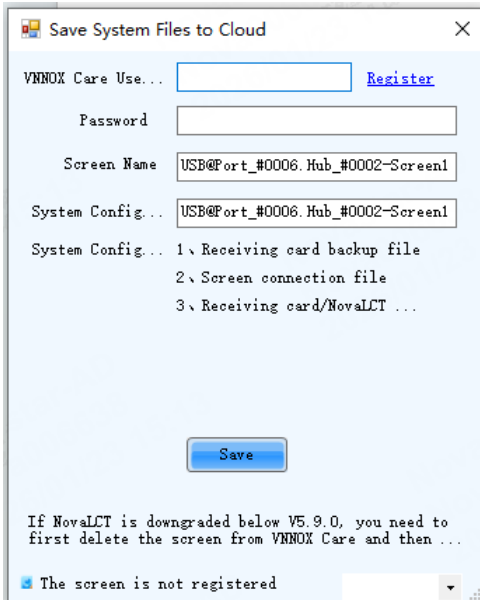 Save System Files to Cloud
VNNOX Care Use... Register
Password
Screen Name USB@Port_#0006.Hub_#0002-Screen1
System Config... USB@Port_#0006.Hub_#0002-Screen1
System Config... 1、Receiving card backup file
2、Screen connection file
3、Receiving card/NovaLCT ...
Save
If NovaLCT is downgraded below V5.9.0, you need to
first delete the screen from VNNOX Care and then ...
The screen is not registered